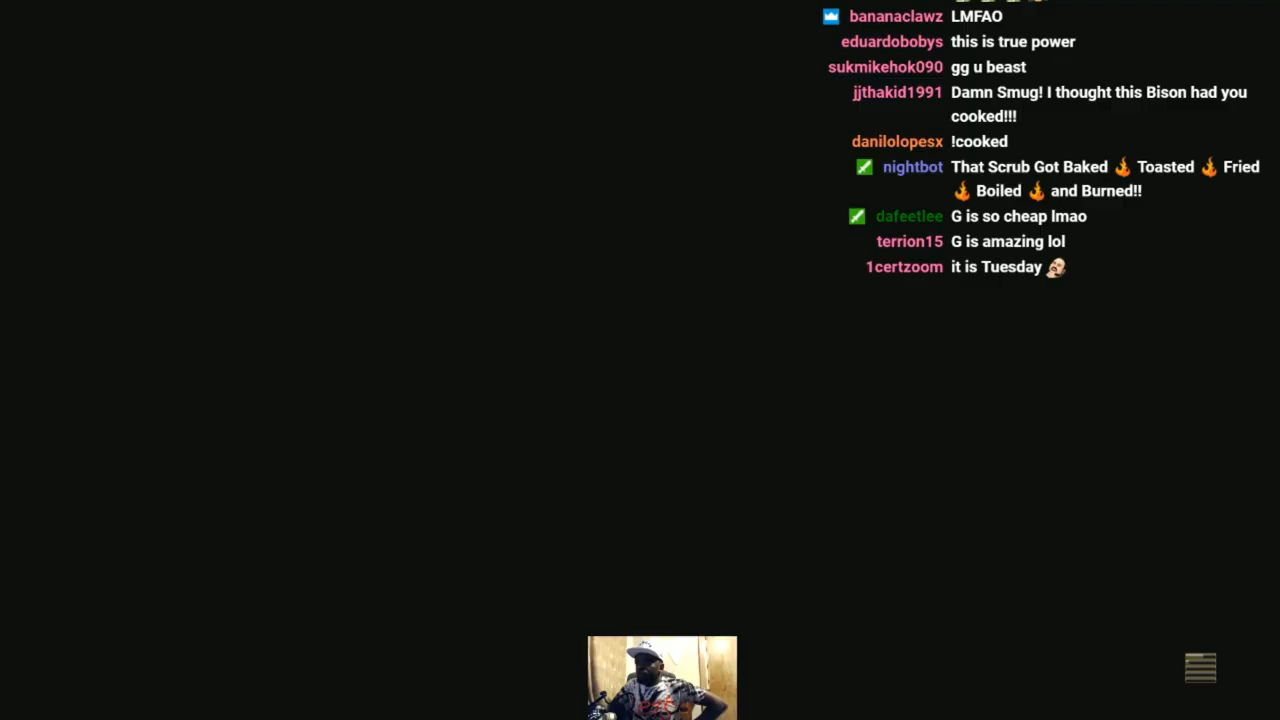 bananaclawz LMFAO
eduardobobys this is true power
sukmikehok090 gg u beast
jjthakid1991 Damn Smug! I thought this Bison had you
cooked!!!
danilolopesx !cooked
nightbot That Scrub Got Baked 🔥 Toasted 🔥 Fried
🔥 Boiled 🔥 and Burned!!
dafeetlee G is so cheap lmao
terrion15 G is amazing lol
1certzoom it is Tuesday